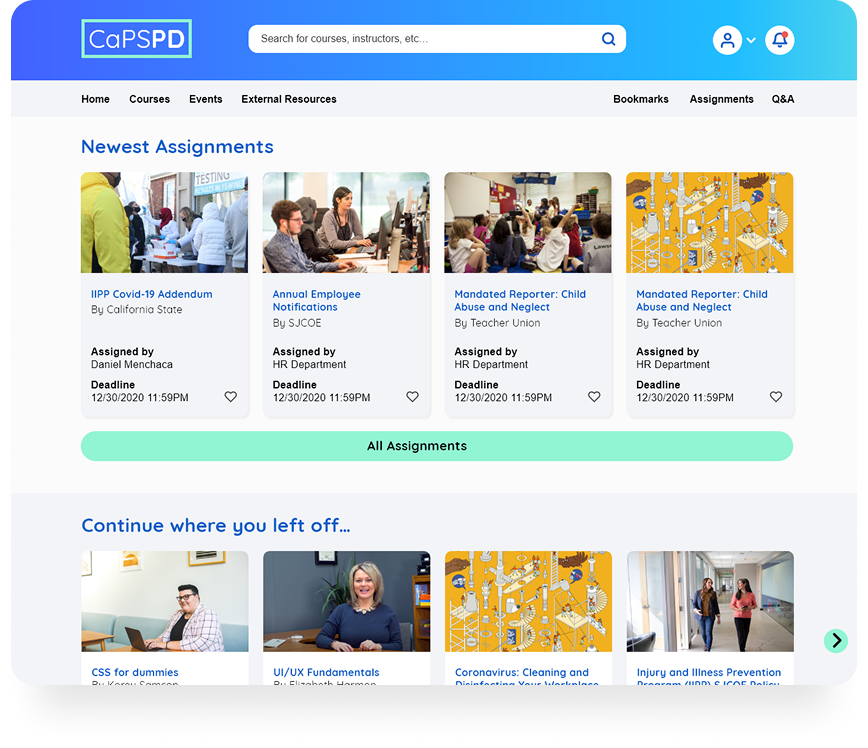 CaPSPD
Search for courses, instructors, etc...
Home Courses Events External Resources Bookmarks Assignments Q&A
Newest Assignments
TESTING
IIPP Covid-19 Addendum
By California State
Assigned by
Daniel Menchaca
Deadline
12/30/2020 11:59PM
Annual Employee
Notifications
By SJCOE
Assigned by
HR Department
Deadline
12/30/2020 11:59PM
Mandated Reporter: Child
Abuse and Neglect
By Teacher Union
Assigned by
HR Department
Deadline
12/30/2020 11:59PM
Mandated Reporter: Child
Abuse and Neglect
By Teacher Union
Assigned by
HR Department
Deadline
12/30/2020 11:59PM
All Assignments
Continue where you left off...
CSS for dummies
By Korey Samson
UI/UX Fundamentals
By Elizabeth Harmon
Coronavirus: Cleaning and
Disinfecting Your Workplace
Injury and Illness Prevention
Program (IIPP) SJCOE Policy